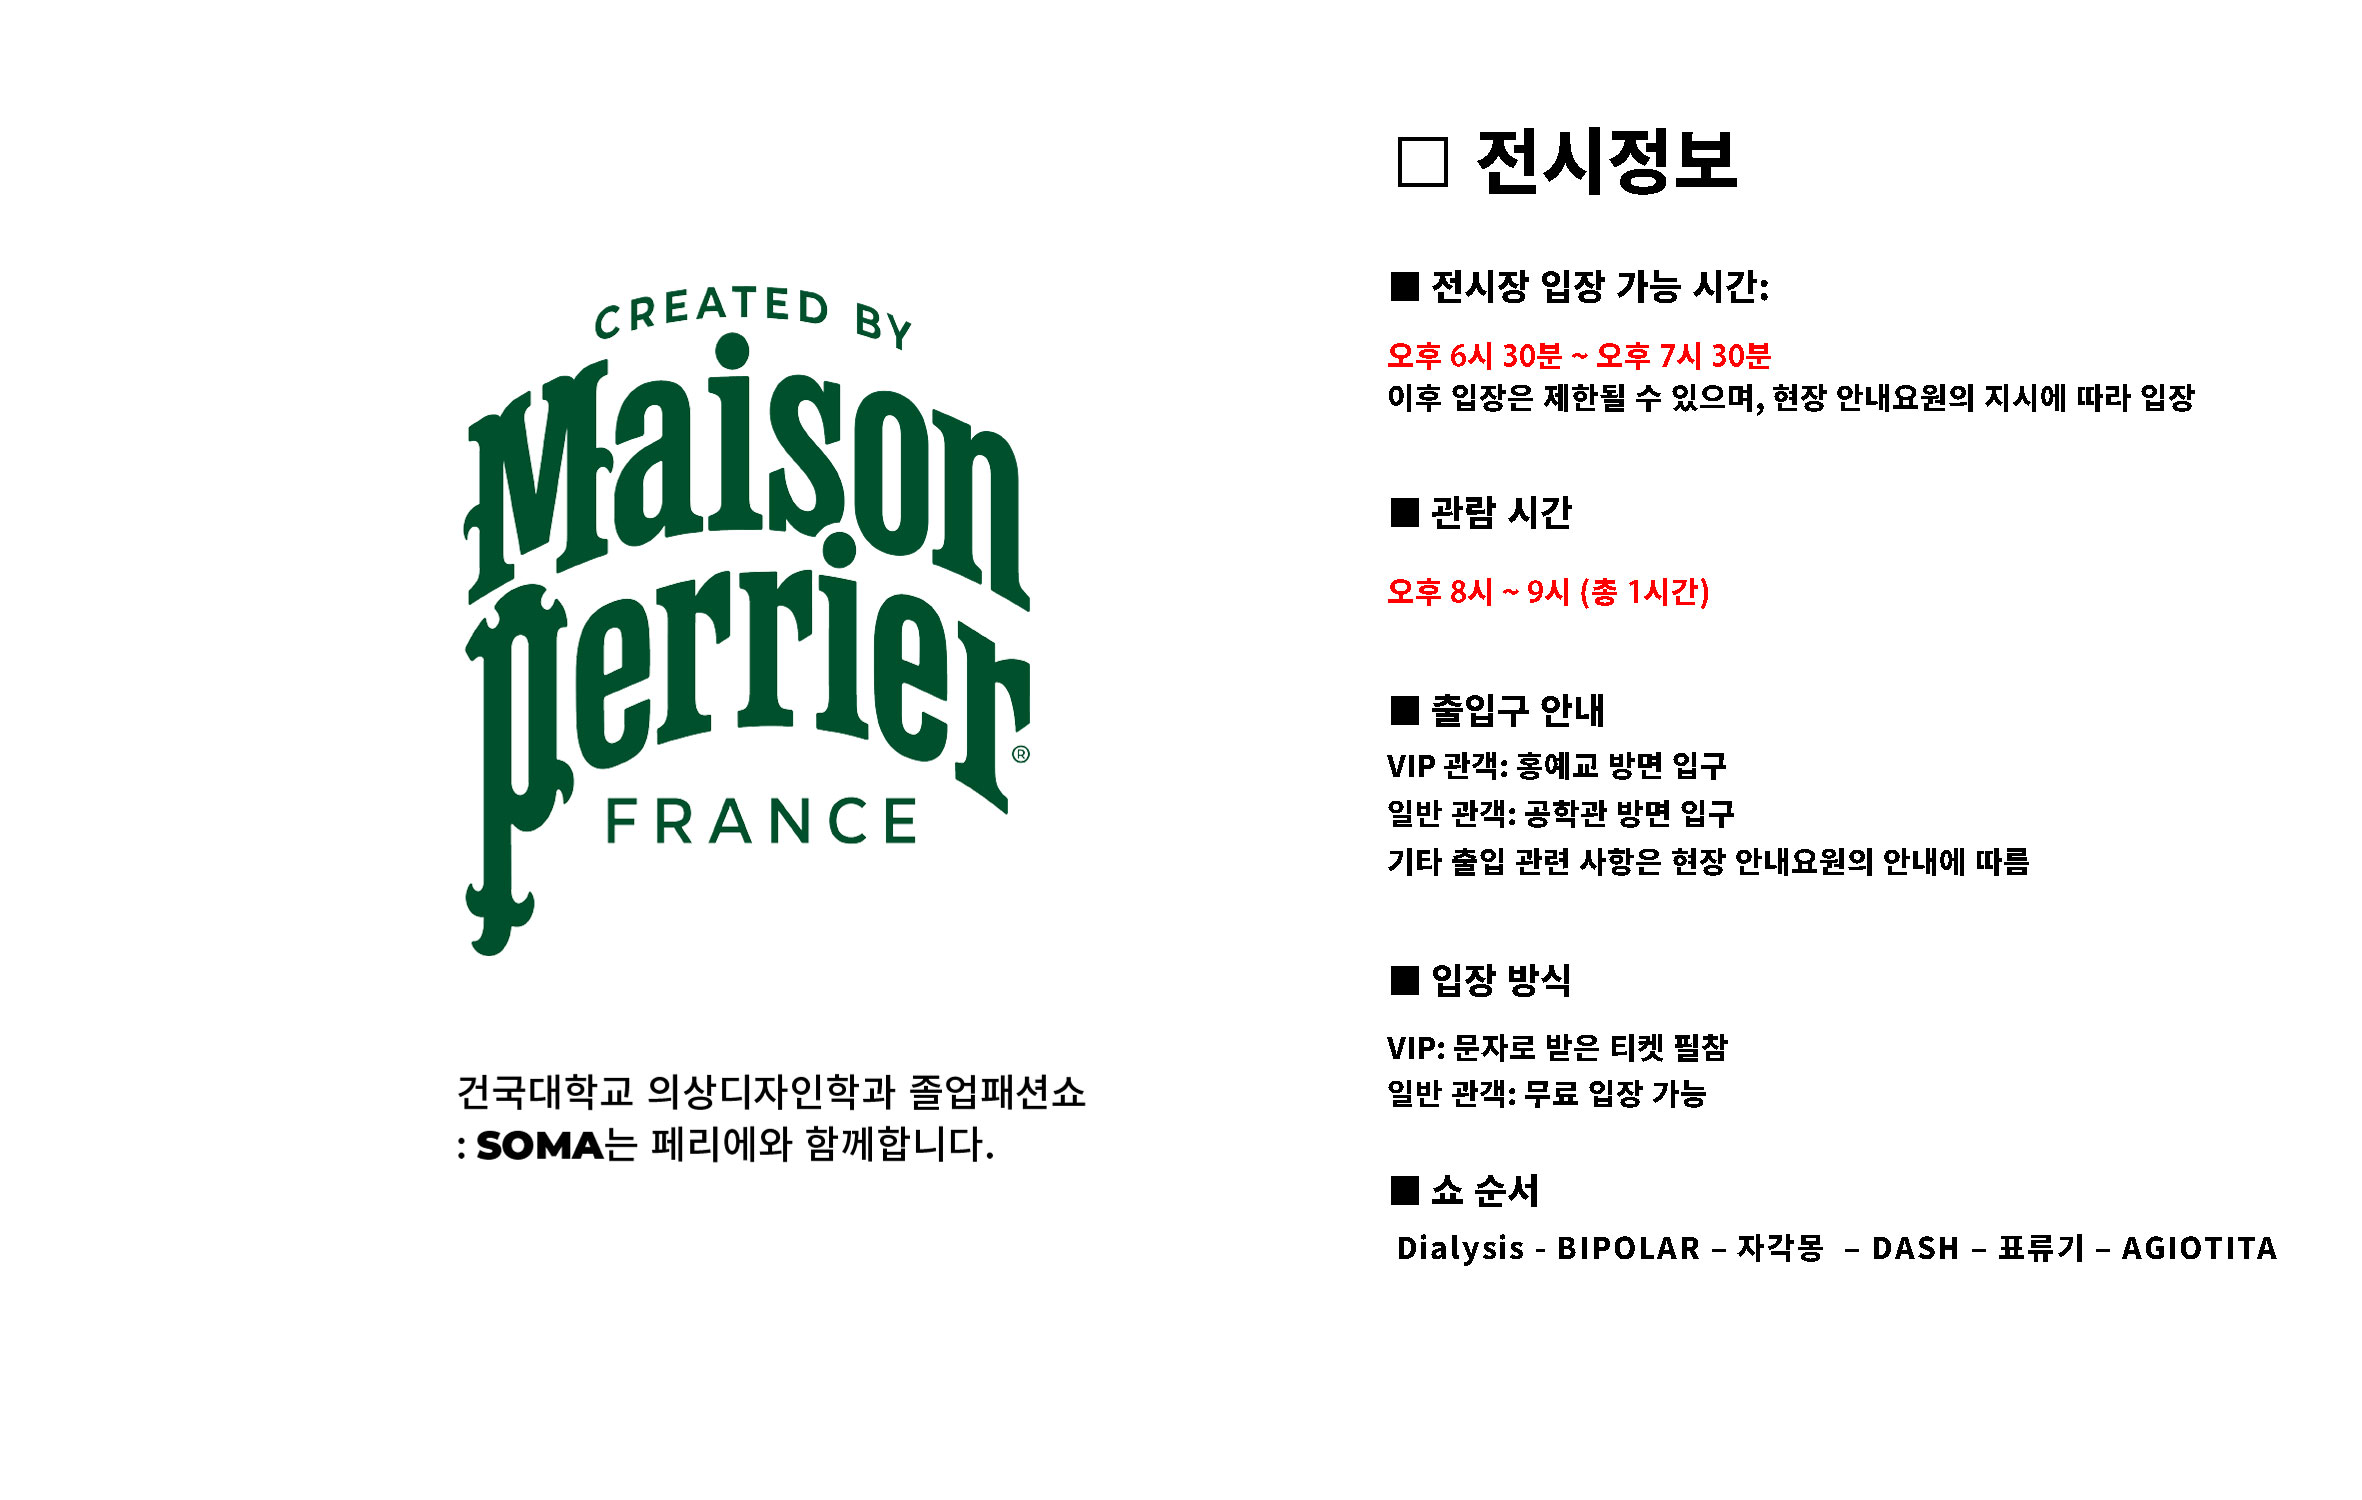 CREATED BY
Maison
perrier
®
FRANCE
건국대학교 의상디자인학과 졸업패션쇼
: SOMA는 페리에와 함께합니다.
□ 전시정보
■ 전시장 입장 가능 시간:
오후 6시 30분 ~ 오후 7시 30분
이후 입장은 제한될 수 있으며, 현장 안내요원의 지시에 따라 입장
■ 관람 시간
오후 8시 ~ 9시 (총 1시간)
■ 출입구 안내
VIP 관객: 홍예교 방면 입구
일반 관객: 공학관 방면 입구
기타 출입 관련 사항은 현장 안내요원의 안내에 따름
■ 입장 방식
VIP: 문자로 받은 티켓 필참
일반 관객: 무료 입장 가능
■ 쇼 순서
Dialysis - BIPOLAR – 자각몽 – DASH – 표류기 – AGIOTITA